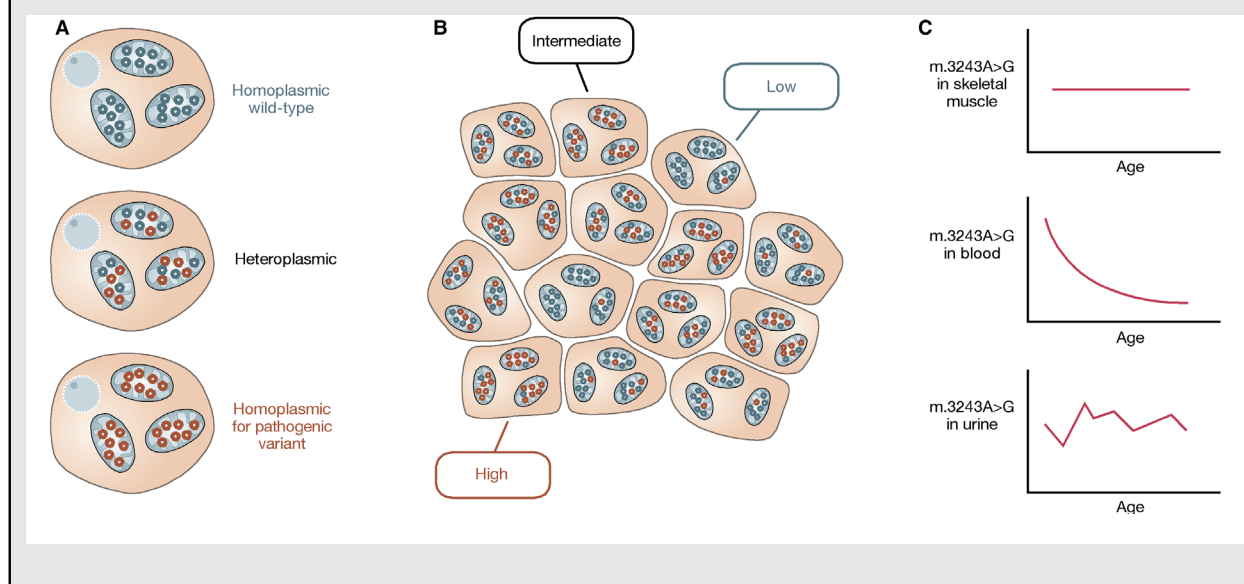 A
Homoplasmic
wild-type
Heteroplasmic
Homoplasmic
for pathogenic
variant
B
Intermediate
Low
High
C
m.3243A>G
in skeletal
muscle
Age
m.3243A>G
in blood
Age
m.3243A>G
in urine
Age